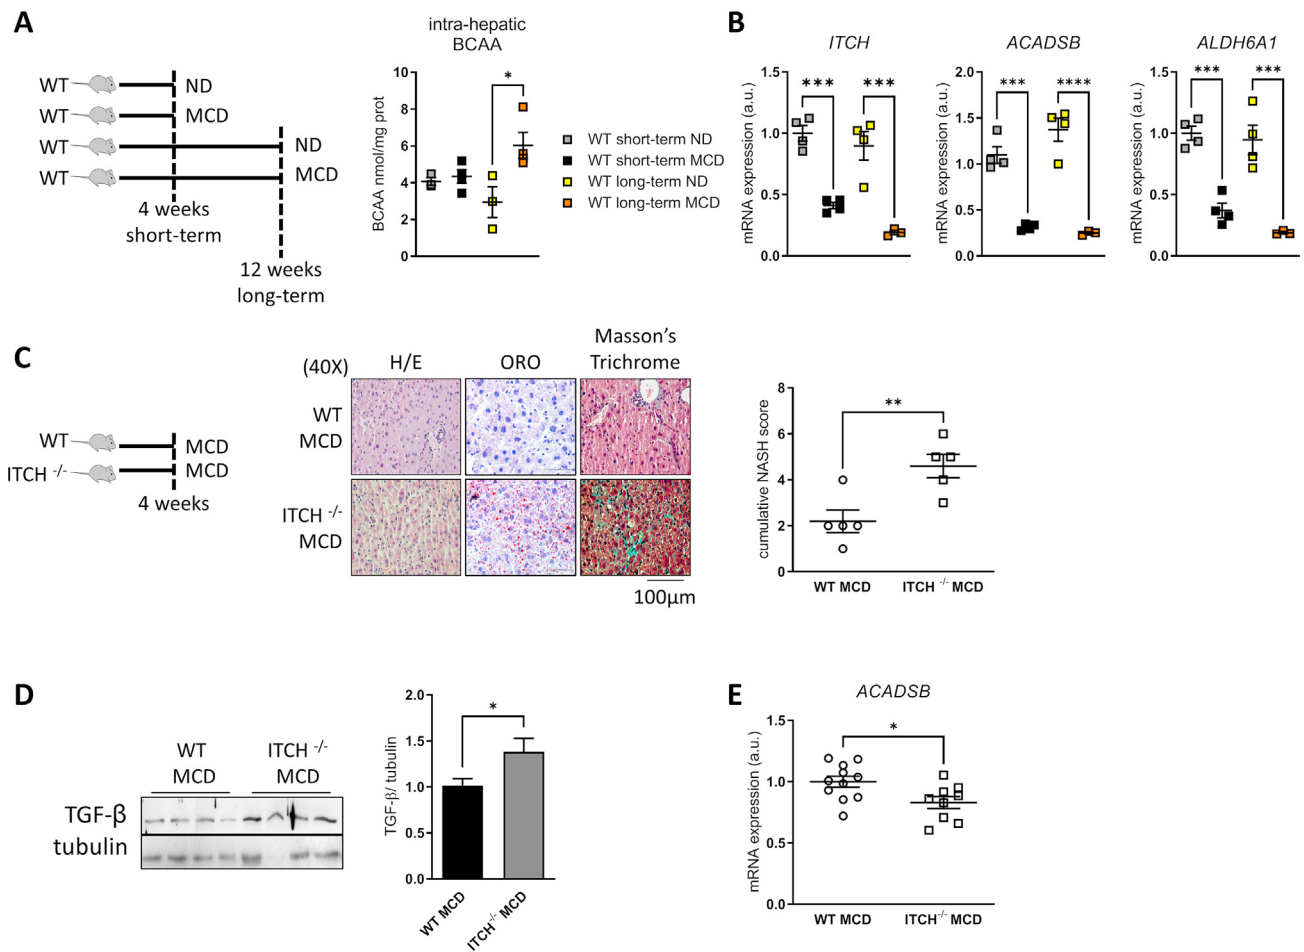 A
WT
ND
WT
MCD
WT
ND
WT
MCD
4 weeks
short-term
12 weeks
long-term
intra-hepatic
BCAA
BCAA nmol/mg prot
10
8
6
4
2
0
*
WT short-term ND
WT short-term MCD
WT long-term ND
WT long-term MCD
B
ITCH
mRNA expression (a.u.)
1.5
1.0
0.5
0.0
***
***
ACADSB
mRNA expression (a.u.)
2.0
1.5
1.0
0.5
0.0
***
****
ALDH6A1
mRNA expression (a.u.)
1.5
1.0
0.5
0.0
***
***
C
WT
MCD
ITCH -/-
MCD
4 weeks
(40X)
H/E
ORO
Masson's
Trichrome
WT
MCD
ITCH -/-
MCD
100µm
cumulative NASH score
8
6
4
2
0
**
WT MCD
ITCH -/- MCD
D
WT
MCD
ITCH -/-
MCD
TGF-β
tubulin
TGF-β/ tubulin
2.0
1.5
1.0
1.5
0.0
*
WT MCD
ITCH-/- MCD
E
ACADSB
mRNA expression (a.u.)
1.5
1.0
0.5
0.0
*
WT MCD
ITCH-/- MCD